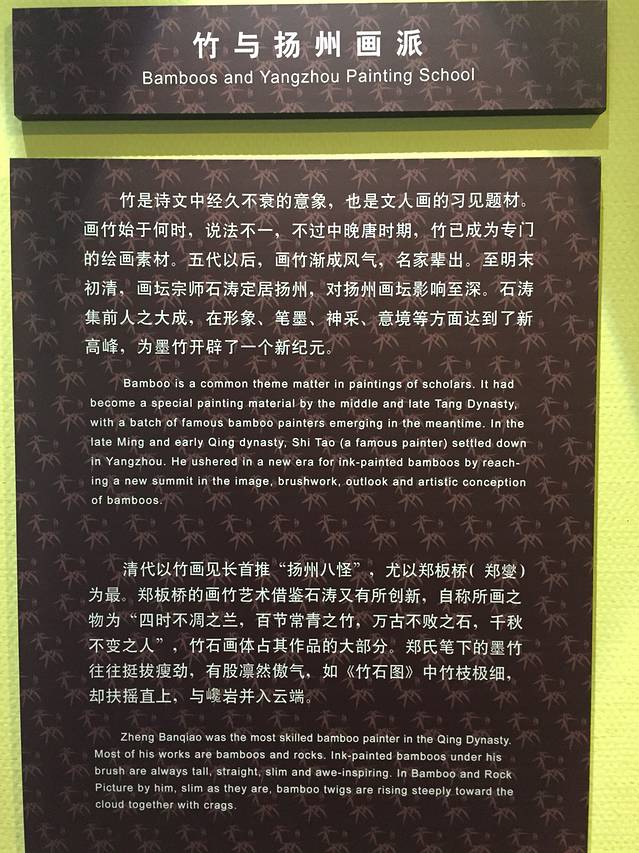 竹与扬州画派
Bamboos and Yangzhou Painting School
竹是诗文中经久不衰的意象，也是文人画的习见题材。
画竹始于何时，说法不一，不过中晚唐时期，竹已成为专门
的绘画素材。五代以后，画竹渐成风气，名家辈出。至明末
初清，画坛宗师石涛定居扬州，对扬州画坛影响至深。石涛
集前人之大成，在形象、笔墨、神采、意境等方面达到了新
高峰，为墨竹开辟了一个新纪元。
Bamboo is a common theme matter in paintings of scholars. It had
become a special painting material by the middle and late Tang Dynasty,
with a batch of famous bamboo painters emerging in the meantime. In the
late Ming and early Qing dynasty, Shi Tao (a famous painter) settled down
in Yangzhou. He ushered in a new era for ink-painted bamboos by reach-
ing a new summit in the image, brushwork, outlook and artistic conception
of bamboos.
清代以竹画见长首推“扬州八怪”，尤以郑板桥( 郑燮)
为最。郑板桥的画竹艺术借鉴石涛又有所创新，自称所画之
物为“四时不凋之兰，百节常青之竹，万古不败之石，千秋
不变之人”，竹石画体占其作品的大部分。郑氏笔下的墨竹
往往挺拔瘦劲，有股凛然傲气，如《竹石图》中竹枝极细，
却扶摇直上，与巉岩并入云端。
Zheng Banqiao was the most skilled bamboo painter in the Qing Dynasty.
Most of his works are bamboos and rocks. Ink-painted bamboos under his
brush are always tall, straight, slim and awe-inspiring. In Bamboo and Rock
Picture by him, slim as they are, bamboo twigs are rising steeply toward the
cloud together with crags.